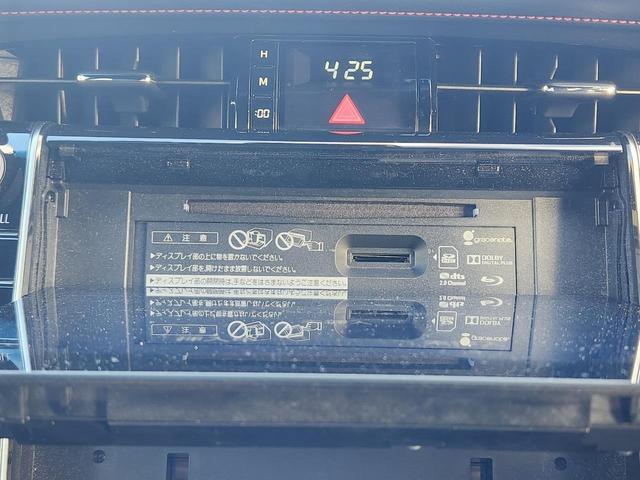 H
M
:00
4:25
LL
⚠ 注意
▶ディスプレイ部の上に物を置かないでください。
▶ディスプレイ部を開けたまま放置しないでください。
▶ディスプレイ部の開閉時は、手などをはさまないようご注意ください。
gracenote.
DOLBY
DIGITAL PLUS
dts
2.0 Channel